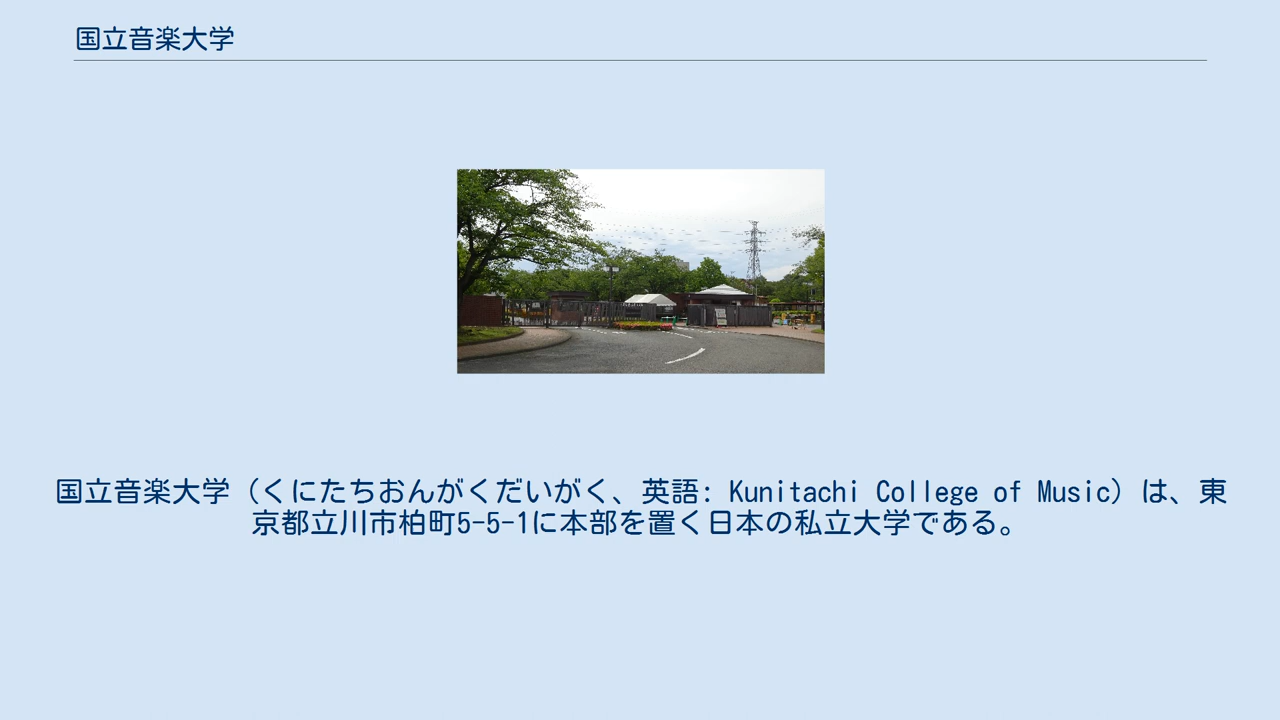 国立音楽大学
国立音楽大学（くにたちおんがくだいがく、英語: Kunitachi College of Music）は、東
京都立川市柏町5-5-1に本部を置く日本の私立大学である。